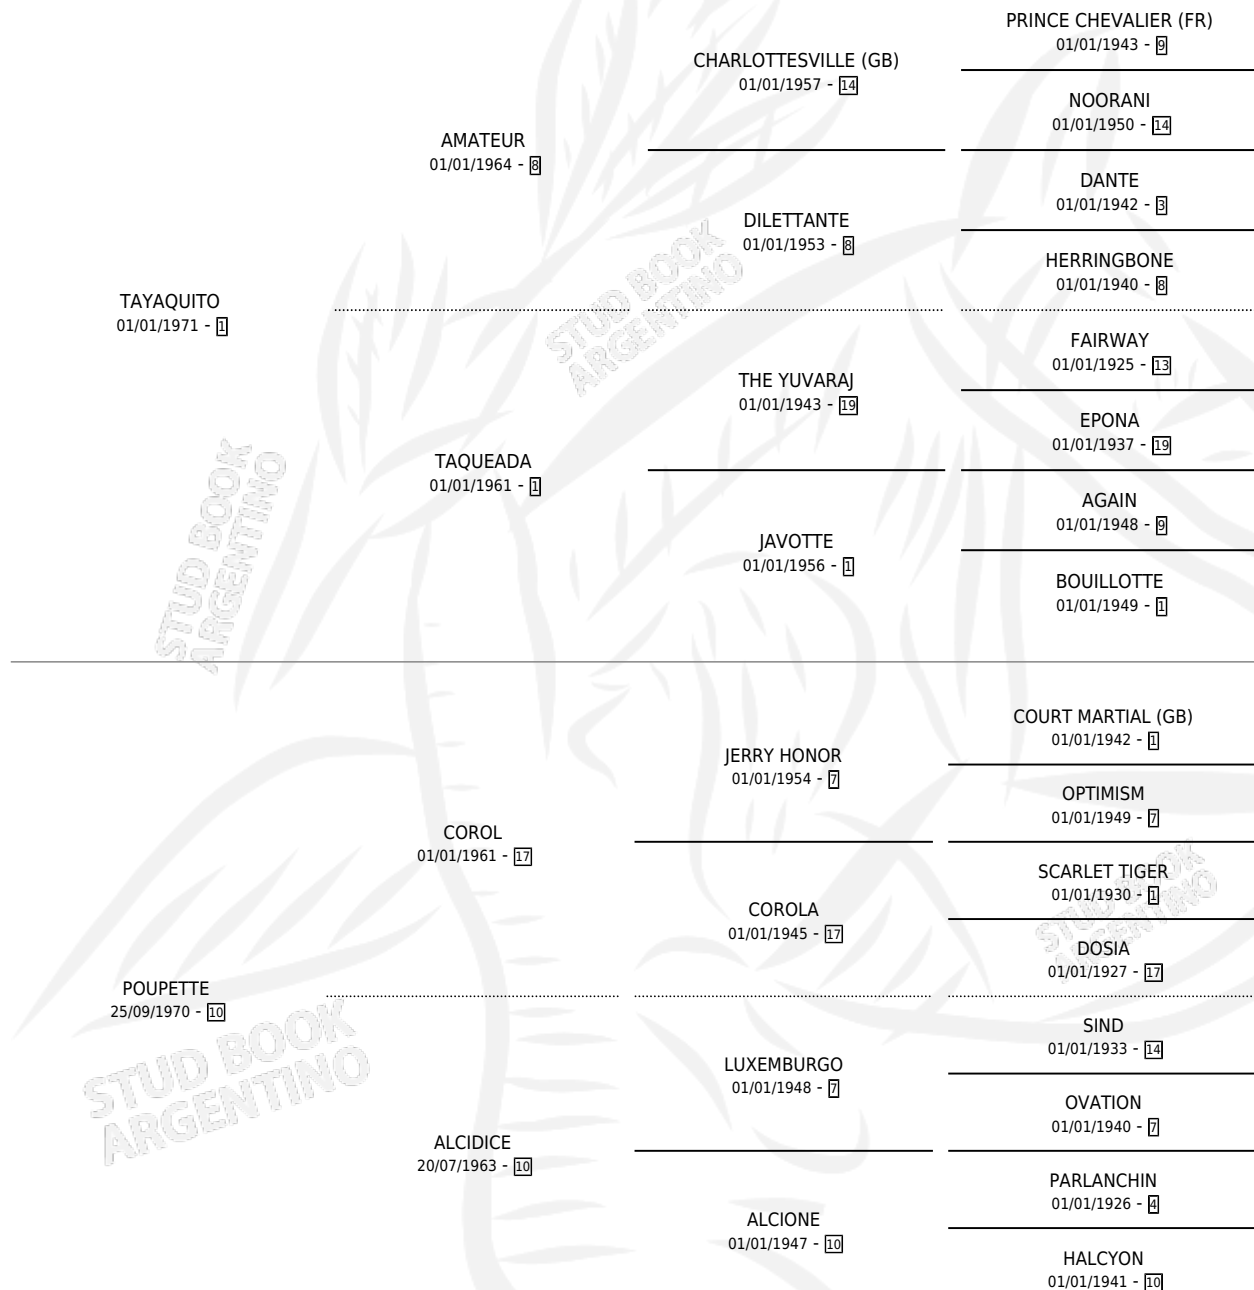 PRINCE CHEVALIER (FR)
01/01/1943 - 9
CHARLOTTESVILLE (GB)
01/01/1957 - 14
NOORANI
01/01/1950 - 14
AMATEUR
01/01/1964 - 8
DANTE
01/01/1942 - 3
DILETTANTE
01/01/1953 - 8
HERRINGBONE
01/01/1940 - 8
TAYAQUITO
01/01/1971 - 1
FAIRWAY
01/01/1925 - 13
THE YUVARAJ
01/01/1943 - 19
EPONA
01/01/1937 - 19
TAQUEADA
01/01/1961 - 1
AGAIN
01/01/1948 - 9
JAVOTTE
01/01/1956 - 1
BOUILLOTTE
01/01/1949 - 1
STUD BOOK
ARGENTINO
STUD BOOK
ARGENTINO
COURT MARTIAL (GB)
01/01/1942 - 1
JERRY HONOR
01/01/1954 - 7
OPTIMISM
01/01/1949 - 7
COROL
01/01/1961 - 17
SCARLET TIGER
01/01/1930 - 1
COROLA
01/01/1945 - 17
DOSIA
01/01/1927 - 17
POUPETTE
25/09/1970 - 10
SIND
01/01/1933 - 14
LUXEMBURGO
01/01/1948 - 7
OVATION
01/01/1940 - 7
ALCIDICE
20/07/1963 - 10
PARLANCHIN
01/01/1926 - 4
ALCIONE
01/01/1947 - 10
HALCYON
01/01/1941 - 10
STUD BOOK
ARGENTINO
STUD BOOK
ARGENTINO